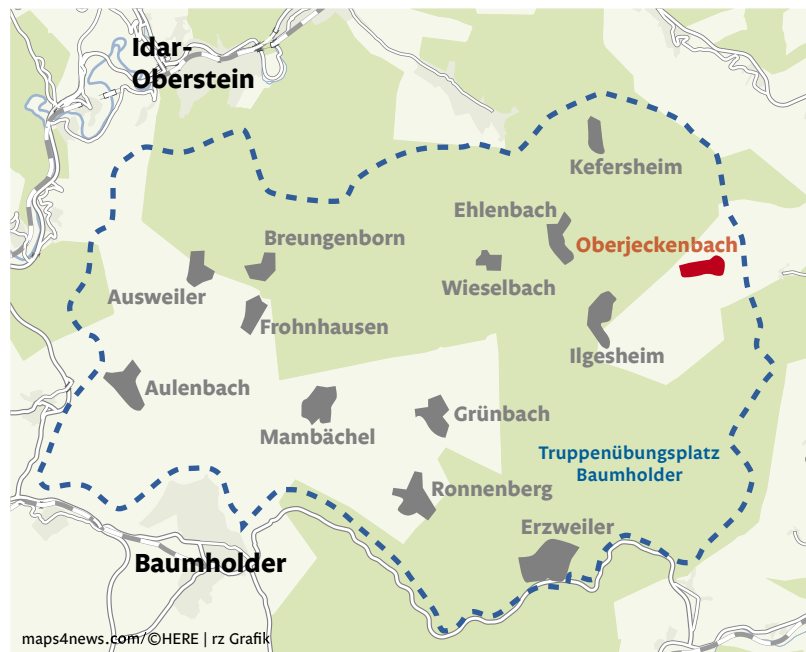 Idar-
Oberstein
Kefersheim
Ehlenbach
Breungenborn
Oberjeckenbach
Ausweiler
Wieselbach
Frohnhausen
Ilgesheim
Aulenbach
Mambächel
Grünbach
Truppenübungsplatz
Baumholder
Ronnenberg
Erzweiler
Baumholder
maps4news.com/©HERE | rz Grafik